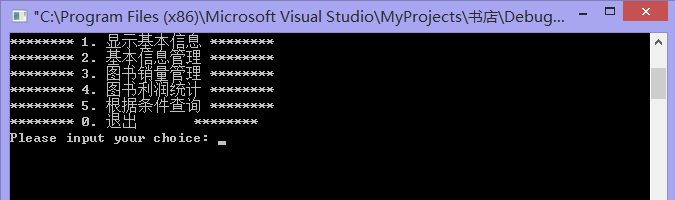 "C:\Program Files (x86)\Microsoft Visual Studio\MyProjects\书店\Debug...
******** 1. 显示基本信息 ********
******** 2. 基本信息管理 ********
******** 3. 图书销量管理 ********
******** 4. 图书利润统计 ********
******** 5. 根据条件查询 ********
******** 0. 退出       ********
Please input your choice: _